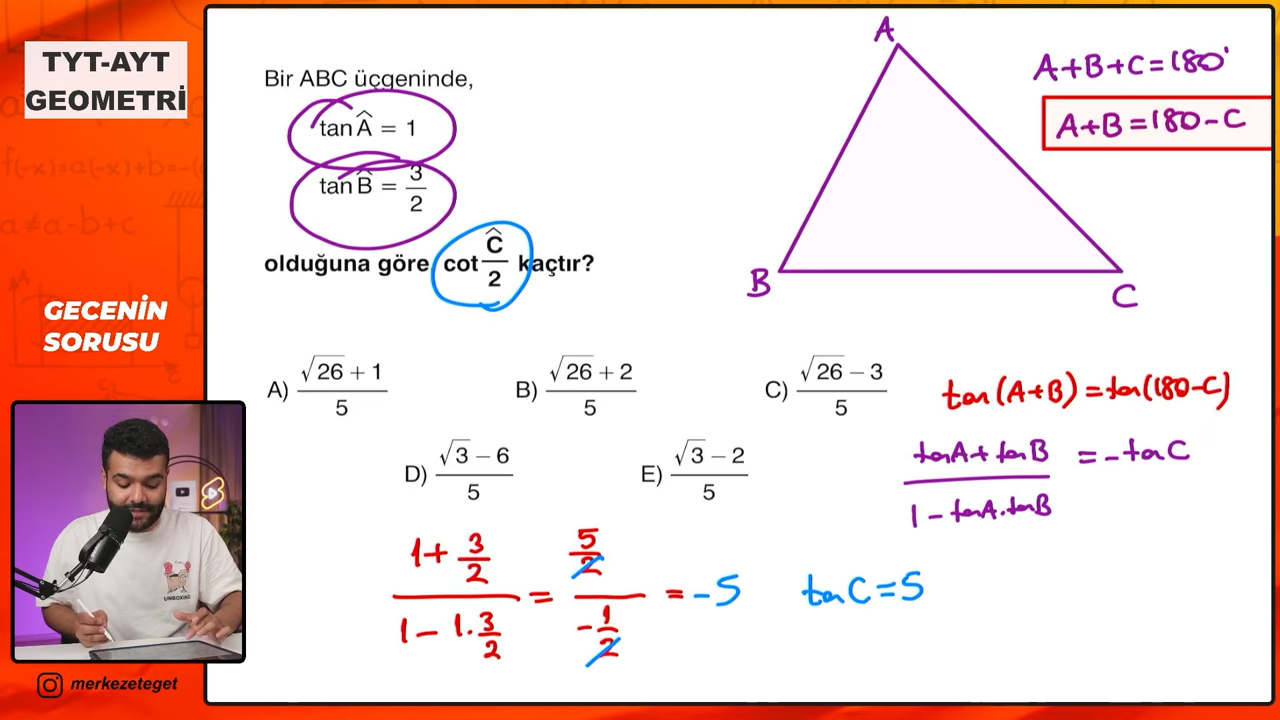 TYT-AYT
GEOMETRİ
GECENİN
SORUSU
merkezeteget
Bir ABC üçgeninde,
tan Â = 1
tan B̂ = 3/2
olduğuna göre cot Ĉ/2 kaçtır?
A) (√26 + 1)/5
B) (√26 + 2)/5
C) (√26 − 3)/5
D) (√3 − 6)/5
E) (√3 − 2)/5
A
B
C
A+B+C=180°
A+B=180-C
tan(A+B)=tan(180-C)
(tanA+tanB)/(1-tanA.tanB) = -tanC
(1+3/2)/(1-1.3/2) = (5/2)/(-1/2) = -5
tanC=5
UNBOXING